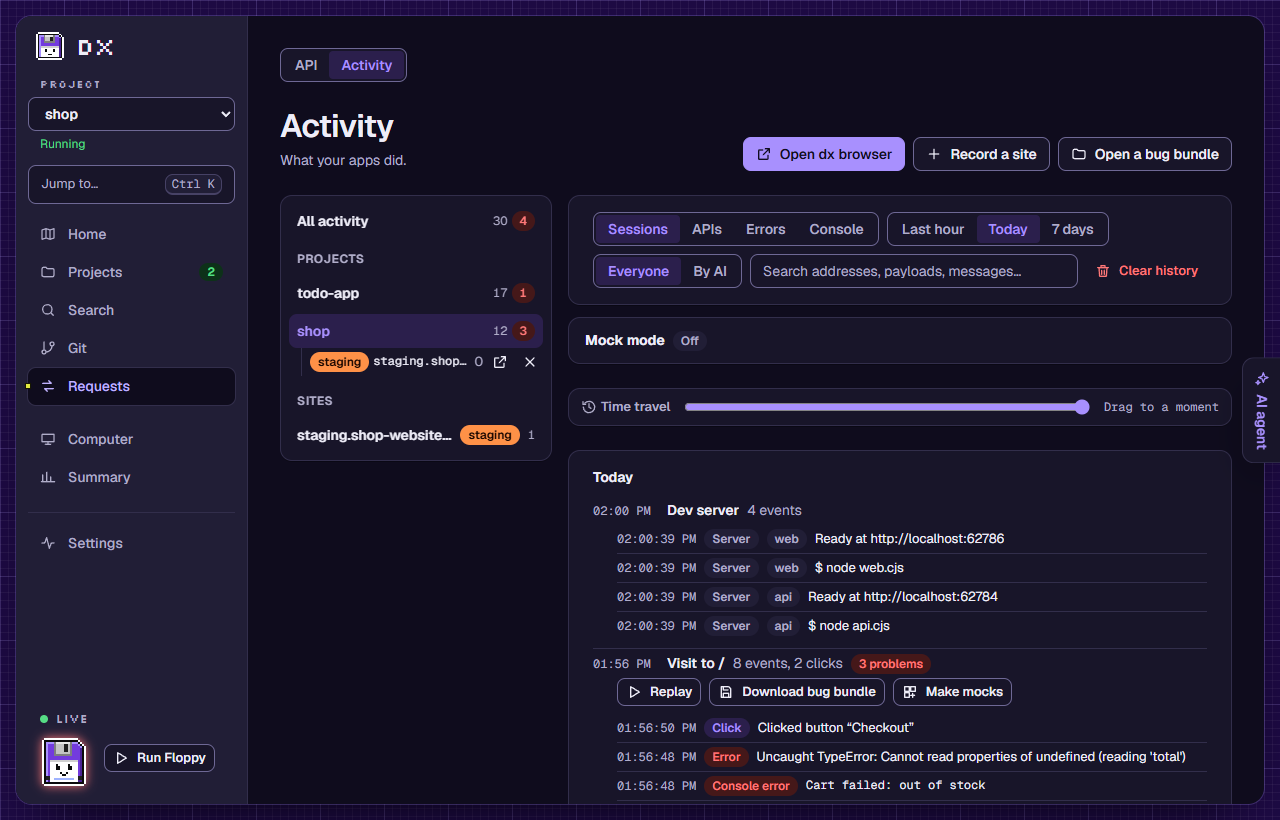 DX
PROJECT
shop
Running
Jump to… Ctrl K
Home
Projects 2
Search
Git
Requests
Computer
Summary
Settings
LIVE
Run Floppy
API Activity
Activity
What your apps did.
Open dx browser Record a site Open a bug bundle
All activity 30 4
PROJECTS
todo-app 17 1
shop 12 3
staging staging.shop… 0
SITES
staging.shop-website… staging 1
Sessions APIs Errors Console Last hour Today 7 days
Everyone By AI Search addresses, payloads, messages… Clear history
Mock mode Off
Time travel Drag to a moment
Today
02:00 PM Dev server 4 events
02:00:39 PM Server web Ready at http://localhost:62786
02:00:39 PM Server web $ node web.cjs
02:00:39 PM Server api Ready at http://localhost:62784
02:00:39 PM Server api $ node api.cjs
01:56 PM Visit to / 8 events, 2 clicks 3 problems
Replay Download bug bundle Make mocks
01:56:50 PM Click Clicked button “Checkout”
01:56:48 PM Error Uncaught TypeError: Cannot read properties of undefined (reading 'total')
01:56:48 PM Console error Cart failed: out of stock
AI agent